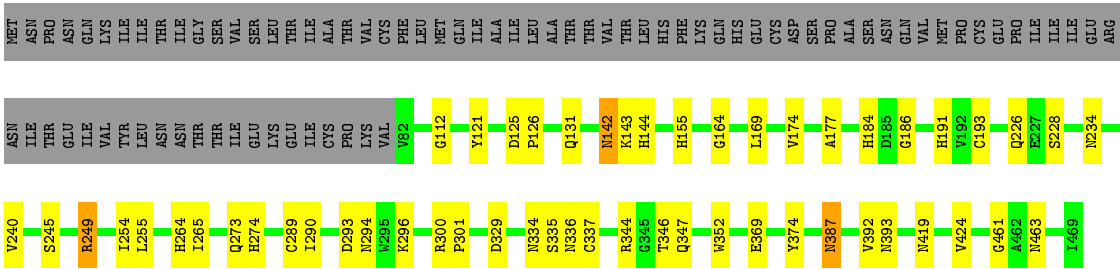 MET ASN PRO ASN GLN LYS ILE ILE THR ILE GLY SER VAL SER LEU THR ILE ILE ALA THR VAL CYS PHE LEU MET GLN ILE ALA ILE LEU ALA THR THR VAL THR LEU HIS PHE LYS GLN HIS GLU CYS ASP SER PRO ALA SER ASN GLN VAL MET PRO CYS GLU PRO ILE ILE ILE GLU ARG
ASN ILE THR GLU ILE VAL TYR LEU ASN ASN THR THR ILE GLU LYS GLU ILE CYS PRO LYS VAL V82 G112 Y121 D125 P126 Q131 N142 K143 H144 H155 G164 L169 V174 A177 H184 D185 G186 H191 V192 C193 Q226 E227 S228 N234
V240 S245 R249 I254 L255 H264 I265 Q273 H274 C289 I290 D293 N294 W295 K296 R300 P301 D329 N334 S335 N336 C337 R344 G345 T346 Q347 W352 E369 Y374 N387 V392 N393 N419 V424 G461 A462 N463 I469